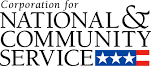 Corporation for
NATIONAL &
COMMUNITY
SERVICE